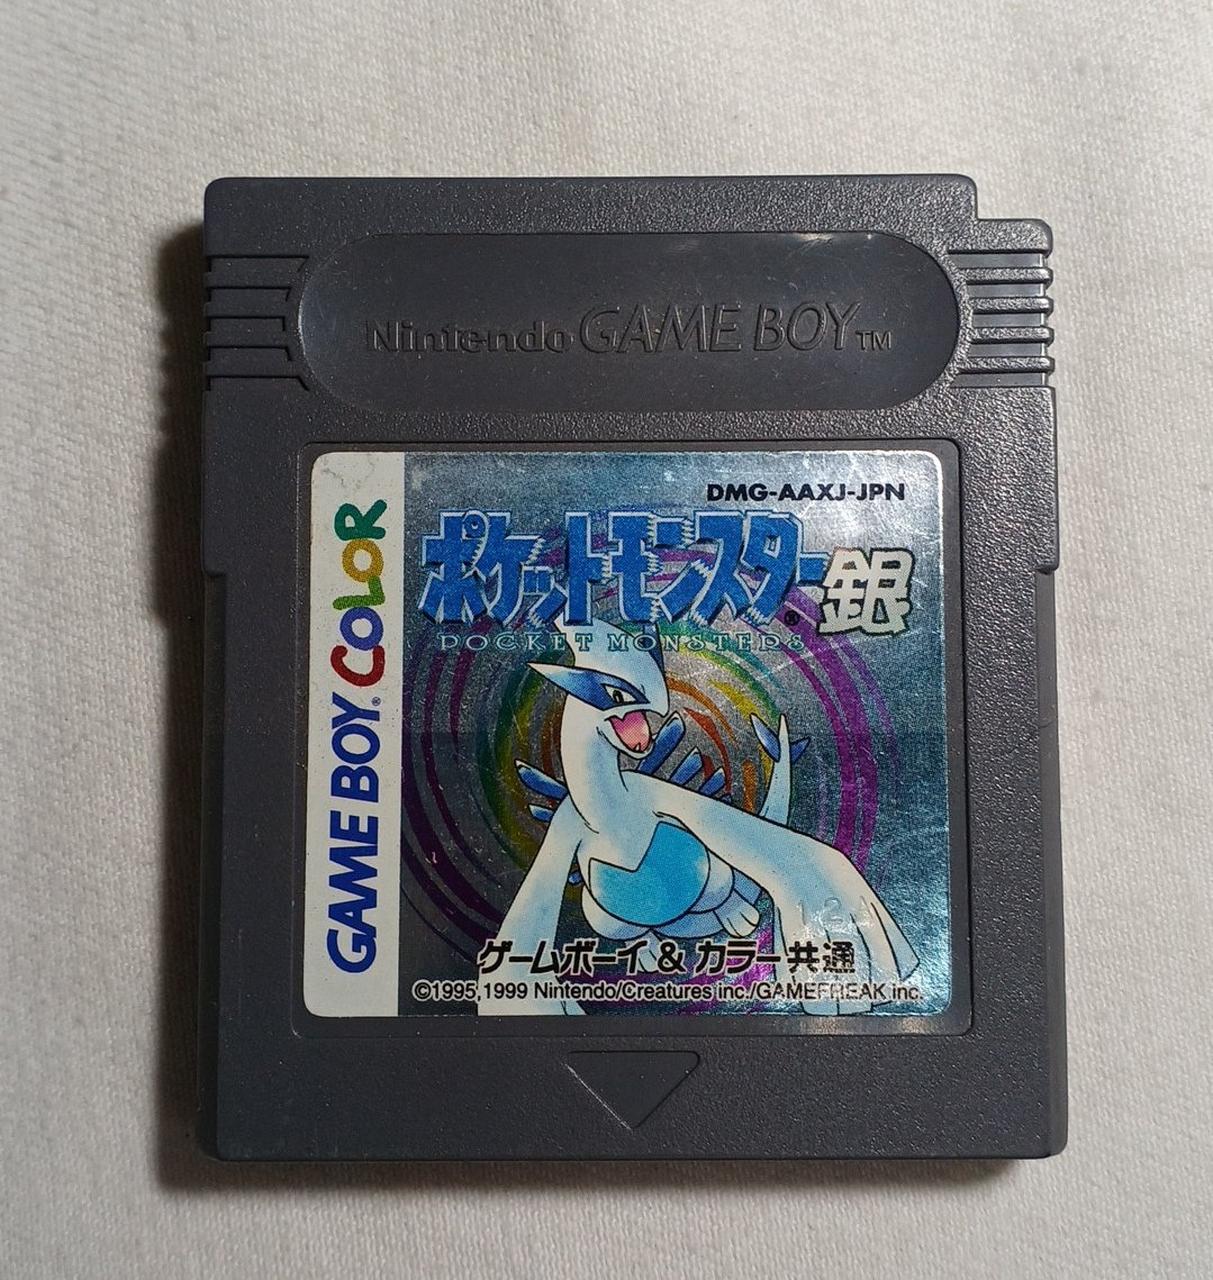 Nintendo GAME BOY™
GAME BOY® COLOR
DMG-AAXJ-JPN
ポケットモンスター®銀
POCKET MONSTERS
ゲームボーイ & カラー共通
©1995,1999 Nintendo/Creatures inc./GAMEFREAK inc.